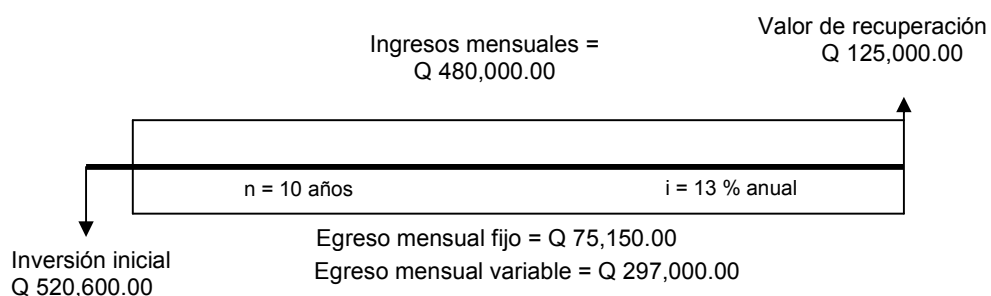 Valor de recuperación
Q 125,000.00
Ingresos mensuales =
Q 480,000.00
n = 10 años
i = 13 % anual
Egreso mensual fijo = Q 75,150.00
Egreso mensual variable = Q 297,000.00
Inversión inicial
Q 520,600.00